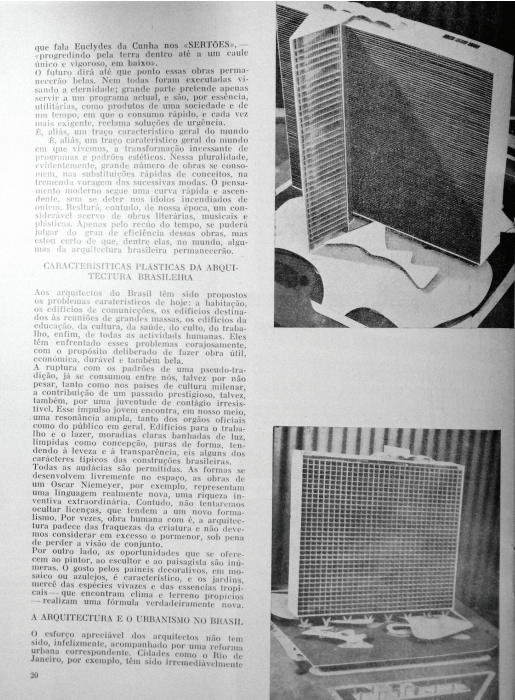 que fala Euclydes da Cunha nos «SERTÕES»,—
«progredindo pela terra dentro até a um caule
único e vigoroso, em baixo».
O futuro dirá até que ponto essas obras perma-
necerão belas. Nem todas foram executadas vi-
sando a eternidade; grande parte pretende apenas
servir a um programa actual, e são, por essência,
utilitárias, como produtos de uma sociedade e de
um tempo, em que o consumo rápido, e cada vez
mais exigente, reclama soluções de urgência.
É, aliás, um traço característico geral do mundo
É, aliás, um traço caraterístico geral do mundo
em que vivemos, a transformação incessante de
programas e padrões estéticos. Nessa pluralidade,
evidentemente, grande número de obras se conso-
mem, nas substituições rápidas de conceitos, na
tremenda voragem das sucessivas modas. O pensa-
mento moderno segue uma curva rápida e ascen-
dente, sem se deter nos ídolos incendiados de
ontem. Restará, contudo, de nossa época, um con-
siderável acervo de obras literárias, musicais e
plásticas. Apenas pelo recúo do tempo, se puderá
julgar do grau de eficiência dessas obras, mas
estou certo de que, dentre elas, no mundo, algu-
mas da arquitectura brasileira permanecerão.
CARACTERISITICAS PLÁSTICAS DA ARQUI-
TECTURA BRASILEIRA
Aos arquitectos do Brasil têm sido propostos
os problemas caraterísticos de hoje: a habitação,
os edifícios de comunicções, os edifícios destina-
dos às reuniões de grandes massas, os edifícios da
educação, da cultura, da saúde, do culto, do traba-
lho, enfim, de todas as actividads humanas. Eles
têm enfrentado esses problemas corajosamente,
com o propósito deliberado de fazer obra útil,
económica, durável e também bela.
A ruptura com os padrões de uma pseudo-tra-
dição, já se consumou entre nós, talvez por não
pesar, tanto como nos países de cultura milenar,
a contribuição de um passado prestigioso, talvez,
também, por uma juventude de contágio irresis-
tível. Esse impulso jovem encontra, em nosso meio,
uma resonância ampla, tanto dos orgãos oficiais
como do público em geral. Edifícios para o traba-
lho e o lazer, moradias claras banhadas de luz,
límpidas como concepção, puras de forma, ten-
dendo à leveza e à transparência, eis alguns dos
carácteres típicos das construções brasileiras.
Todas as audácias são permitidas. As formas se
desenvolvem livremente no espaço, as obras de
um Oscar Niemeyer, por exemplo, representam
uma linguagem realmente nova, uma riqueza in-
ventiva extraordinária. Contudo, não tentaremos
ocultar licenças, que tendem a um novo forma-
lismo. Por vezes, obra humana com é, a arquitec-
tura padece das fraquezas da criatura e não deve-
mos considerar em excesso o pormenor, sob pena
de perder a visão de conjunto.
Por outro lado, as oportunidades que se ofere-
cem ao pintor, ao escultor e ao paisagista são inú-
meras. O gosto pelos paineis decorativos, em mo-
saico ou azulejos, é característico, e os jardins,
mercê das espécies vivazes e das essencias tropi-
cais — que encontram clima e terreno propícios
— realizam uma fórmula verdadeiramente nova.
A ARQUITECTURA E O URBANISMO NO BRASIL
O esforço apreciável dos arquitectos não tem
sido, infelizmente, acompanhado por uma reforma
urbana correspondente. Cidades como o Rio de
Janeiro, por exemplo, têm sido irremediávelmente
20